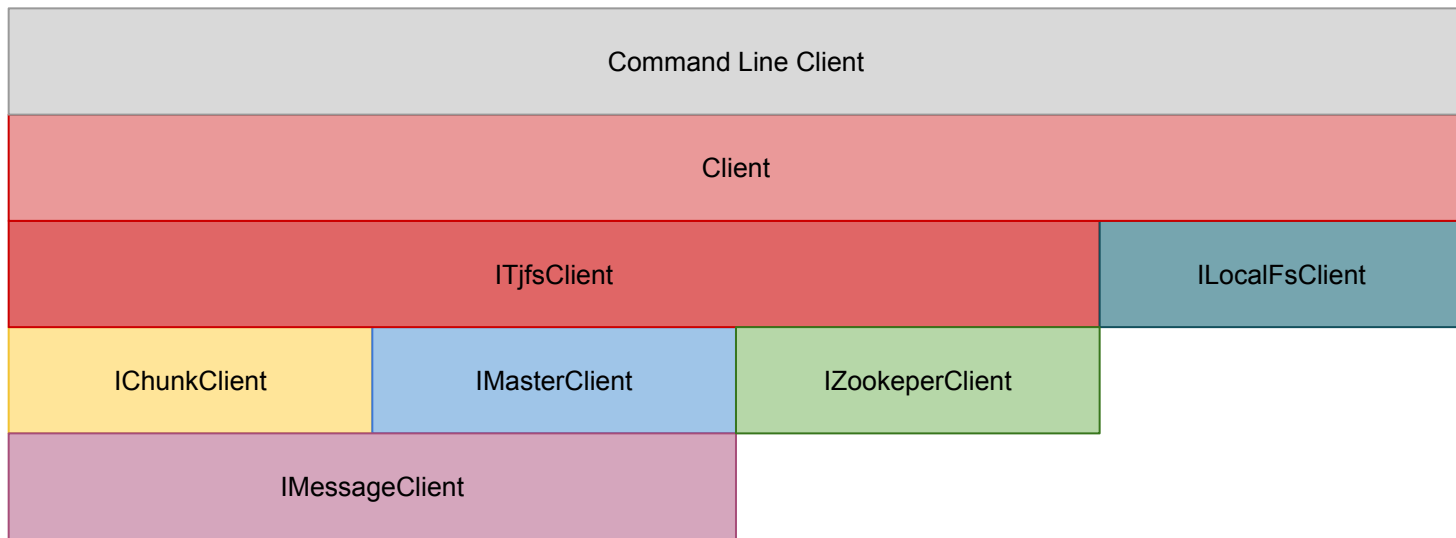 Command Line Client
Client
ITjfsClient
ILocalFsClient
IChunkClient
IMasterClient
IZookeperClient
IMessageClient